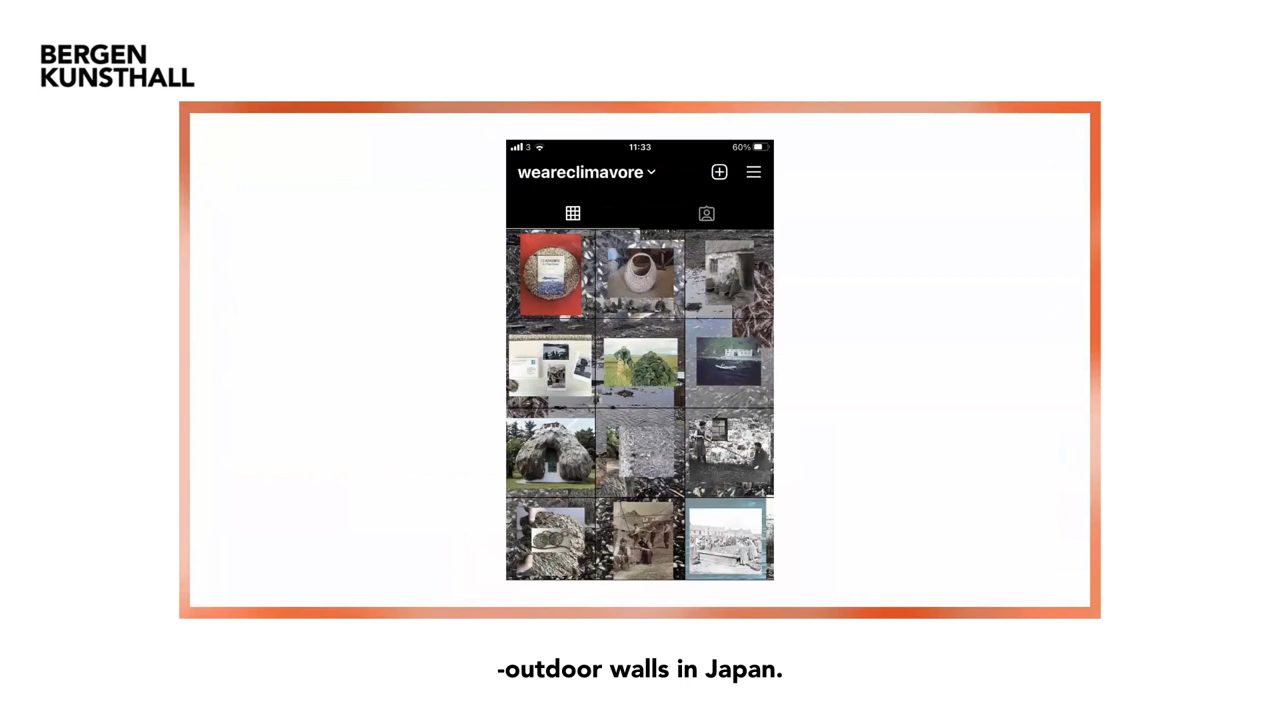 BERGEN
KUNSTHALL
3
11:33
60%
weareclimavore
-outdoor walls in Japan.